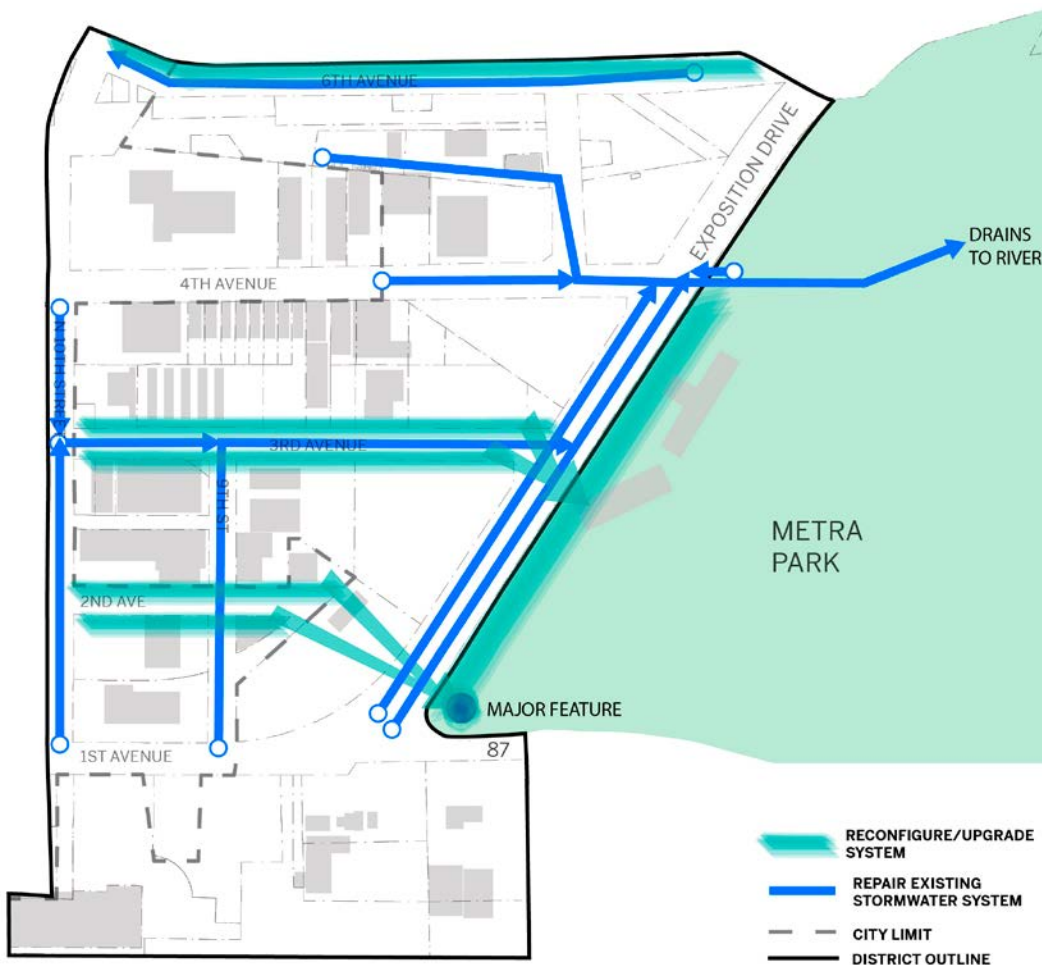 6TH AVENUE
EXPOSITION DRIVE
DRAINS
TO RIVER
4TH AVENUE
N 10TH STREET
3RD AVENUE
9TH ST
METRA
PARK
2ND AVE
MAJOR FEATURE
87
1ST AVENUE
RECONFIGURE/UPGRADE
SYSTEM
REPAIR EXISTING
STORMWATER SYSTEM
CITY LIMIT
DISTRICT OUTLINE